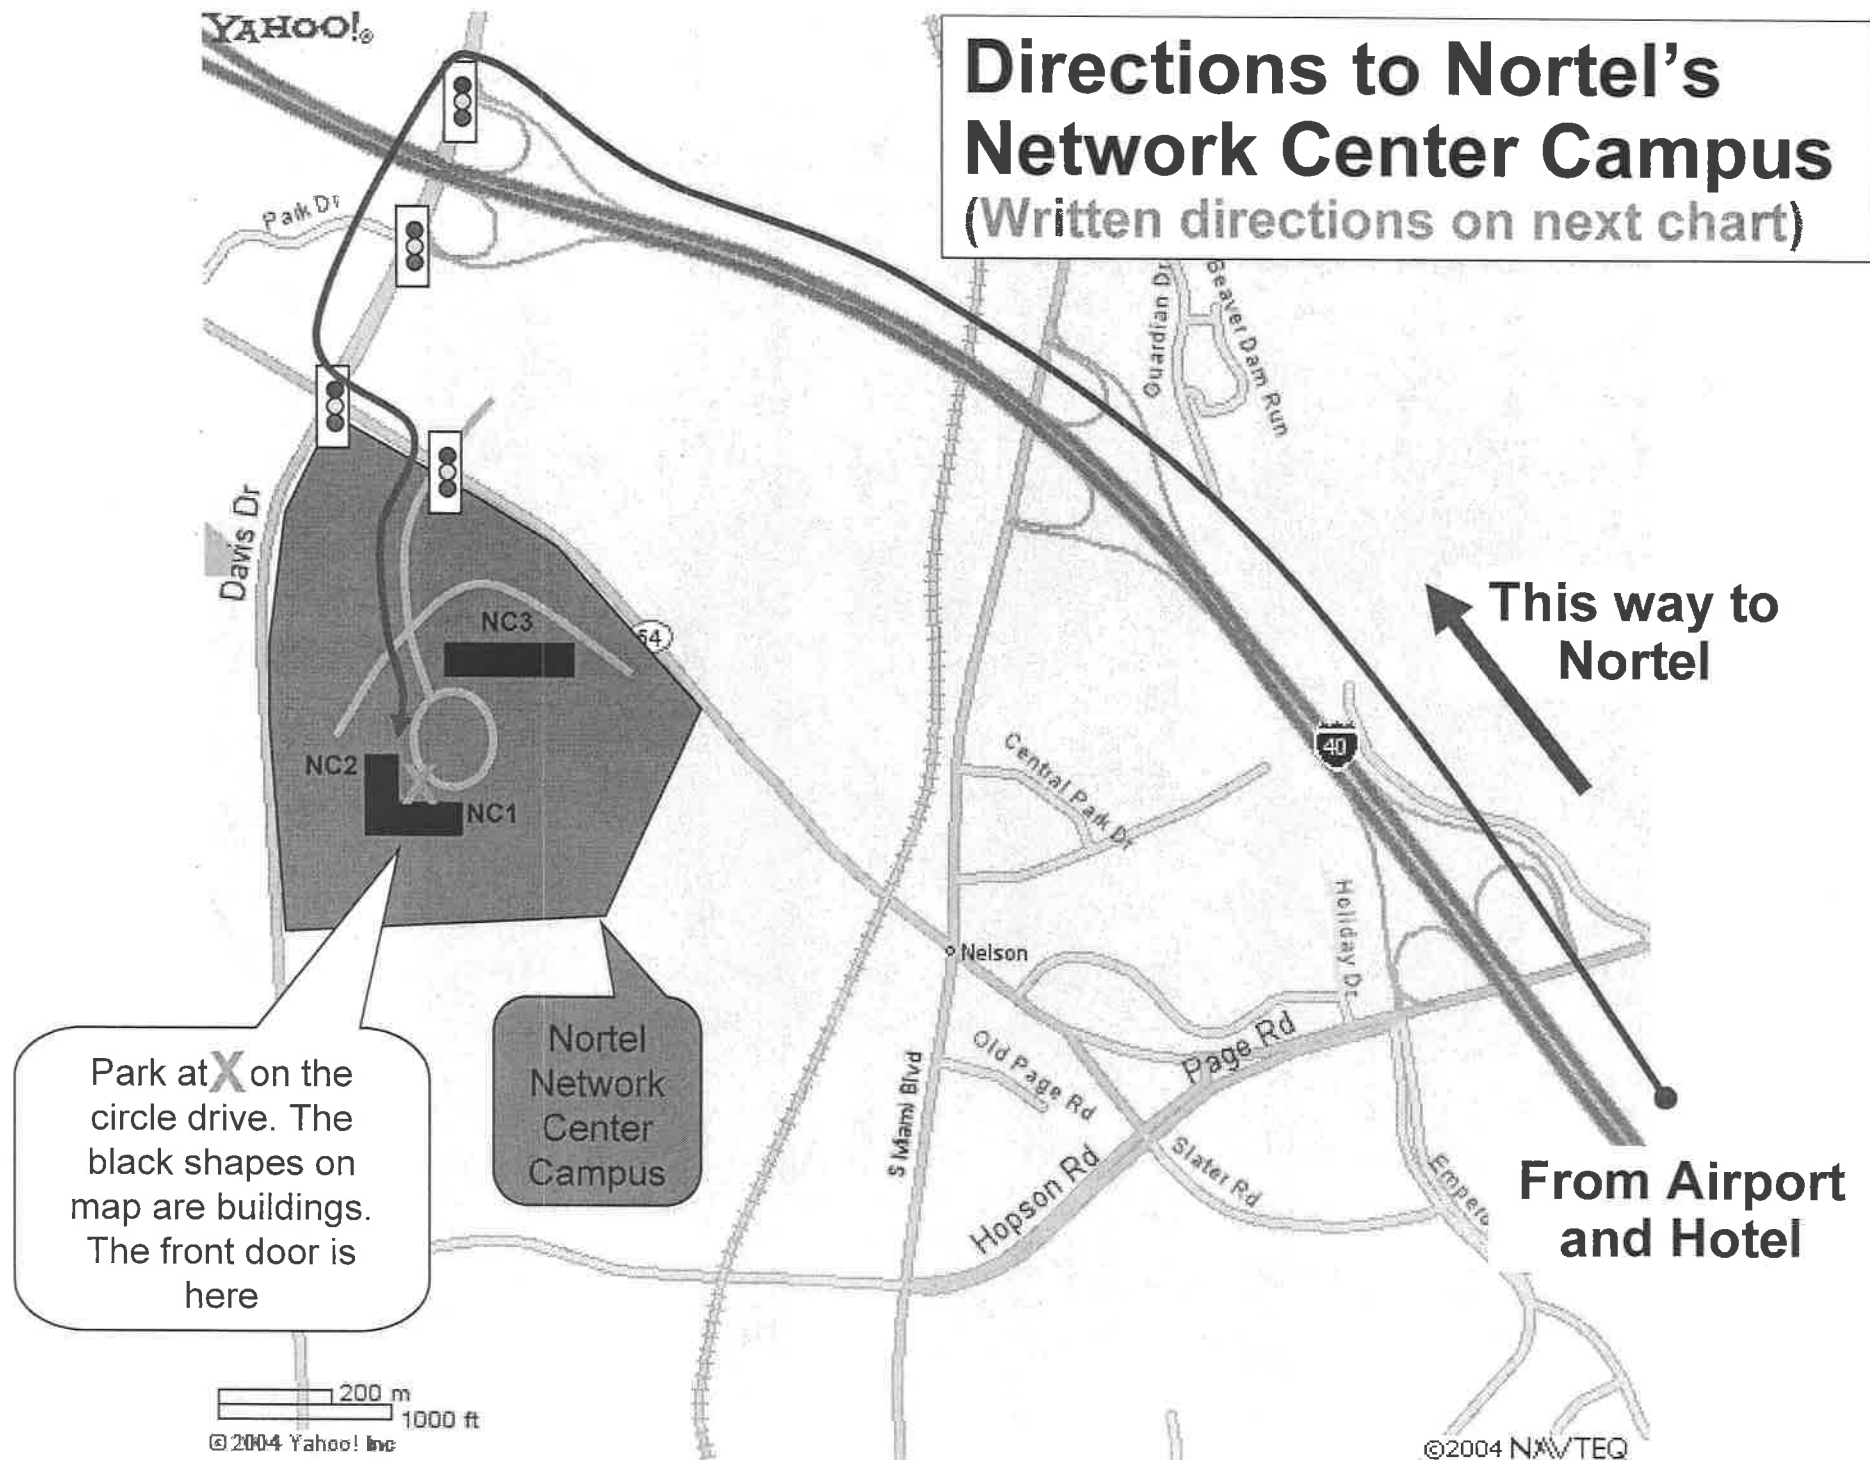 YAHOO!®
Directions to Nortel's
Network Center Campus
(Written directions on next chart)
Park Dr
Guardian Dr
Beaver Dam Run
Davis Dr
This way to
Nortel
NC3
54
40
NC2
NC1
Central Park Dr
Holiday Dr
Nelson
Nortel
Network
Center
Campus
Park at X on the
circle drive. The
black shapes on
map are buildings.
The front door is
here
Old Page Rd
Page Rd
S Miami Blvd
Hopson Rd
Slater Rd
Empero
From Airport
and Hotel
200 m
1000 ft
©2004 Yahoo! Inc
©2004 NAVTEQ